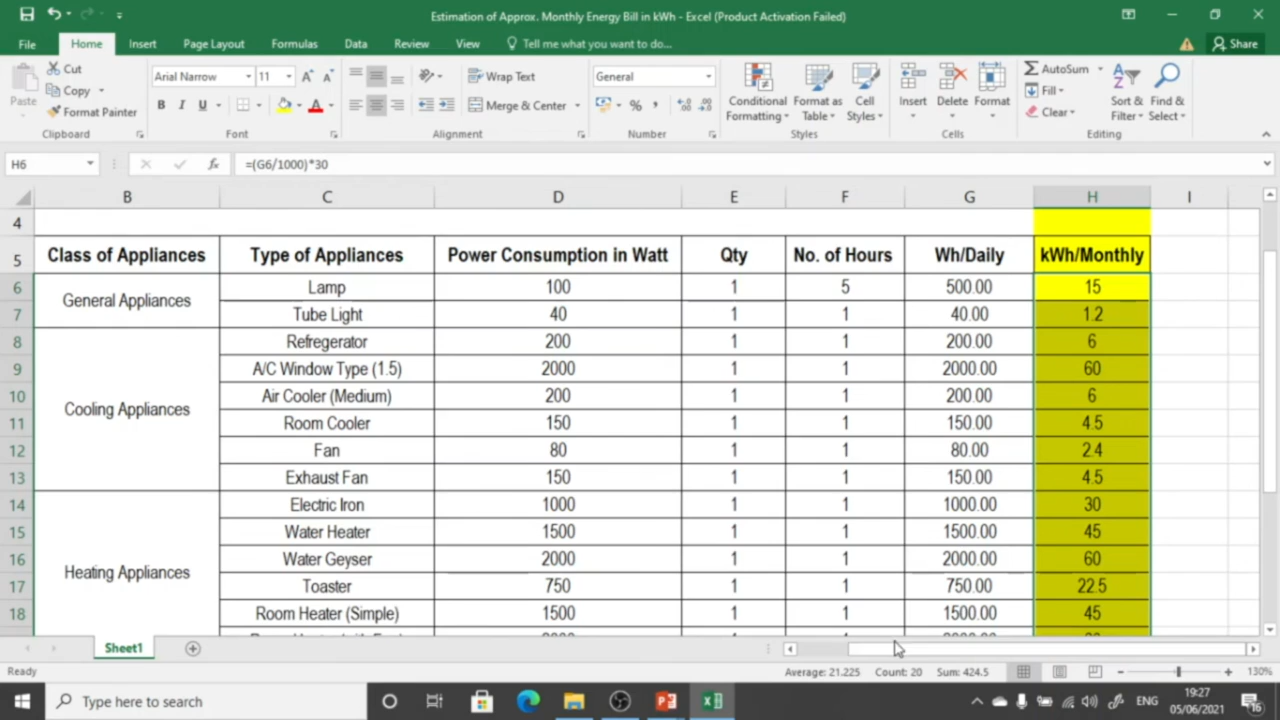 Estimation of Approx. Monthly Energy Bill in kWh - Excel (Product Activation Failed)
File Home Insert Page Layout Formulas Data Review View Tell me what you want to do... Share
Paste Cut Copy Format Painter
Arial Narrow 11 B I U A A A
Wrap Text
Merge & Center
General
% ,
Conditional Formatting Format as Table Cell Styles
Insert Delete Format
AutoSum Fill Clear
Sort & Filter Find & Select
Clipboard Font Alignment Number Styles Cells Editing
H6 fx =(G6/1000)*30
B C D E F G H I
4
5 Class of Appliances Type of Appliances Power Consumption in Watt Qty No. of Hours Wh/Daily kWh/Monthly
6 General Appliances Lamp 100 1 5 500.00 15
7 Tube Light 40 1 1 40.00 1.2
8 Cooling Appliances Refregerator 200 1 1 200.00 6
9 A/C Window Type (1.5) 2000 1 1 2000.00 60
10 Air Cooler (Medium) 200 1 1 200.00 6
11 Room Cooler 150 1 1 150.00 4.5
12 Fan 80 1 1 80.00 2.4
13 Exhaust Fan 150 1 1 150.00 4.5
14 Heating Appliances Electric Iron 1000 1 1 1000.00 30
15 Water Heater 1500 1 1 1500.00 45
16 Water Geyser 2000 1 1 2000.00 60
17 Toaster 750 1 1 750.00 22.5
18 Room Heater (Simple) 1500 1 1 1500.00 45
Sheet1
Ready Average: 21.225 Count: 20 Sum: 424.5 130%
Type here to search ENG 19:27
05/06/2021 16